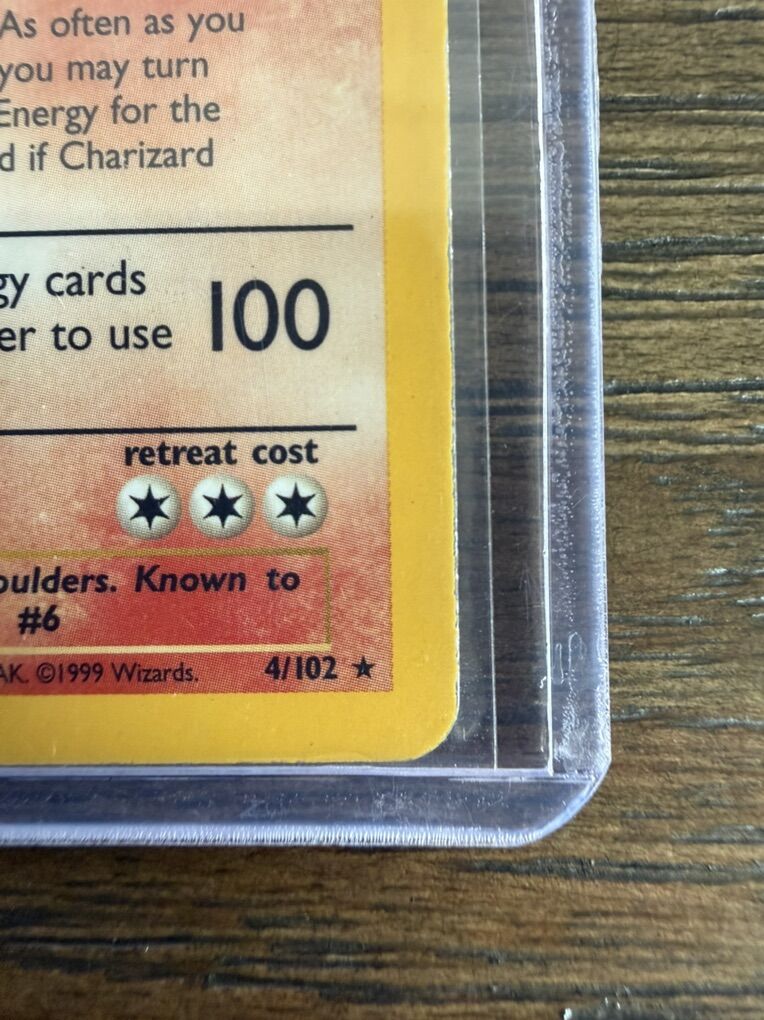 As often as you
you may turn
Energy for the
d if Charizard
gy cards
er to use 100
retreat cost
oulders. Known to
#6
AK. ©1999 Wizards. 4/102 ★